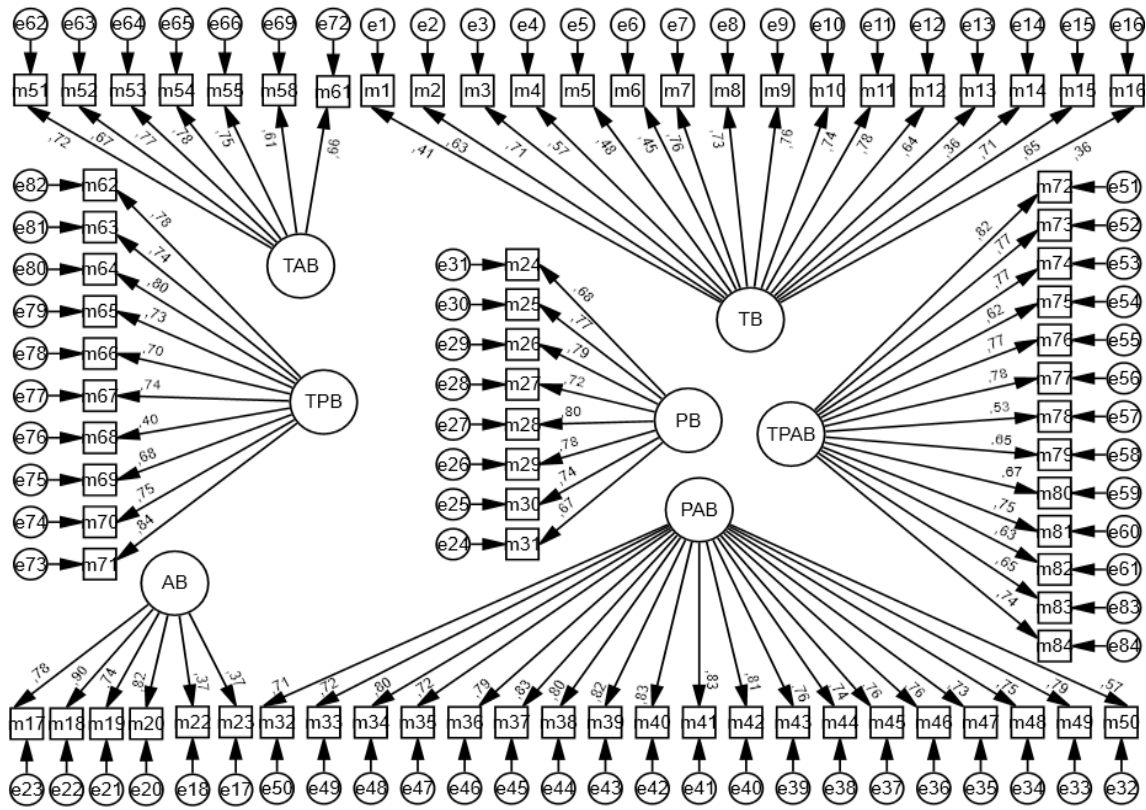 e62 e63 e64 e65 e66 e69 e72 e1 e2 e3 e4 e5 e6 e7 e8 e9 e10 e11 e12 e13 e14 e15 e16
m51 m52 m53 m54 m55 m58 m61 m1 m2 m3 m4 m5 m6 m7 m8 m9 m10 m11 m12 m13 m14 m15 m16
,72 ,67 ,77 ,78 ,75 ,61 ,66 ,41 ,63 ,71 ,57 ,48 ,45 ,76 ,73 ,76 ,74 ,78 ,64 ,36 ,71 ,65 ,36
TAB
TB
e82 m62 ,78
e81 m63 ,74
e80 m64 ,80
e79 m65 ,73
e78 m66 ,70
e77 m67 ,74
e76 m68 ,40
e75 m69 ,68
e74 m70 ,75
e73 m71 ,84
TPB
e31 m24 ,68
e30 m25 ,77
e29 m26 ,79
e28 m27 ,72
e27 m28 ,80
e26 m29 ,78
e25 m30 ,74
e24 m31 ,67
PB
TPAB
,82 m72 e51
,77 m73 e52
,77 m74 e53
,62 m75 e54
,77 m76 e55
,78 m77 e56
,53 m78 e57
,65 m79 e58
,67 m80 e59
,75 m81 e60
,63 m82 e61
,65 m83 e83
,74 m84 e84
AB
PAB
,78 ,90 ,74 ,82 ,37 ,37 ,71 ,72 ,80 ,72 ,79 ,83 ,80 ,82 ,83 ,83 ,81 ,76 ,74 ,76 ,76 ,73 ,75 ,79 ,57
m17 m18 m19 m20 m22 m23 m32 m33 m34 m35 m36 m37 m38 m39 m40 m41 m42 m43 m44 m45 m46 m47 m48 m49 m50
e23 e22 e21 e20 e18 e17 e50 e49 e48 e47 e46 e45 e44 e43 e42 e41 e40 e39 e38 e37 e36 e35 e34 e33 e32